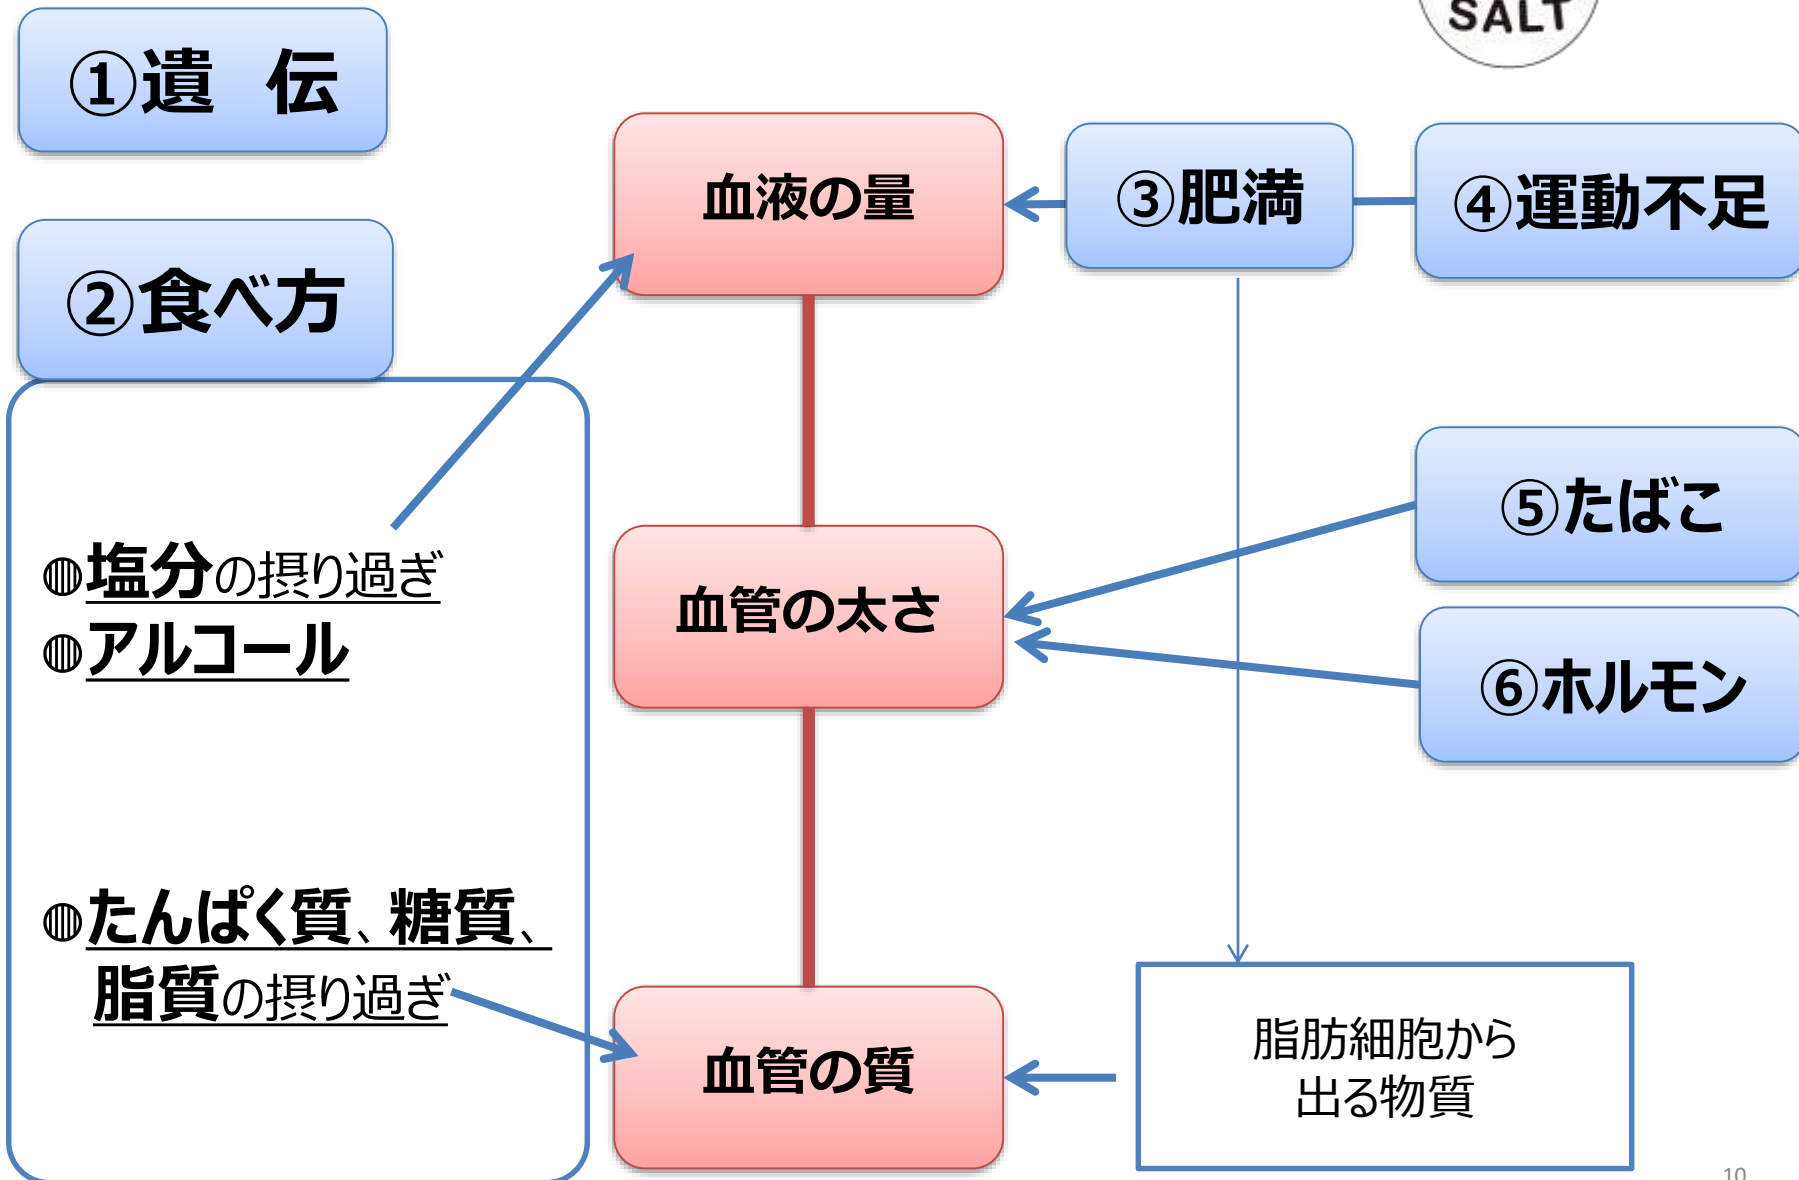 SALT
①遺 伝
血液の量
③肥満
④運動不足
②食べ方
⑤たばこ
◍塩分の摂り過ぎ
◍アルコール
血管の太さ
⑥ホルモン
◍たんぱく質、糖質、
脂質の摂り過ぎ
血管の質
脂肪細胞から
出る物質
10